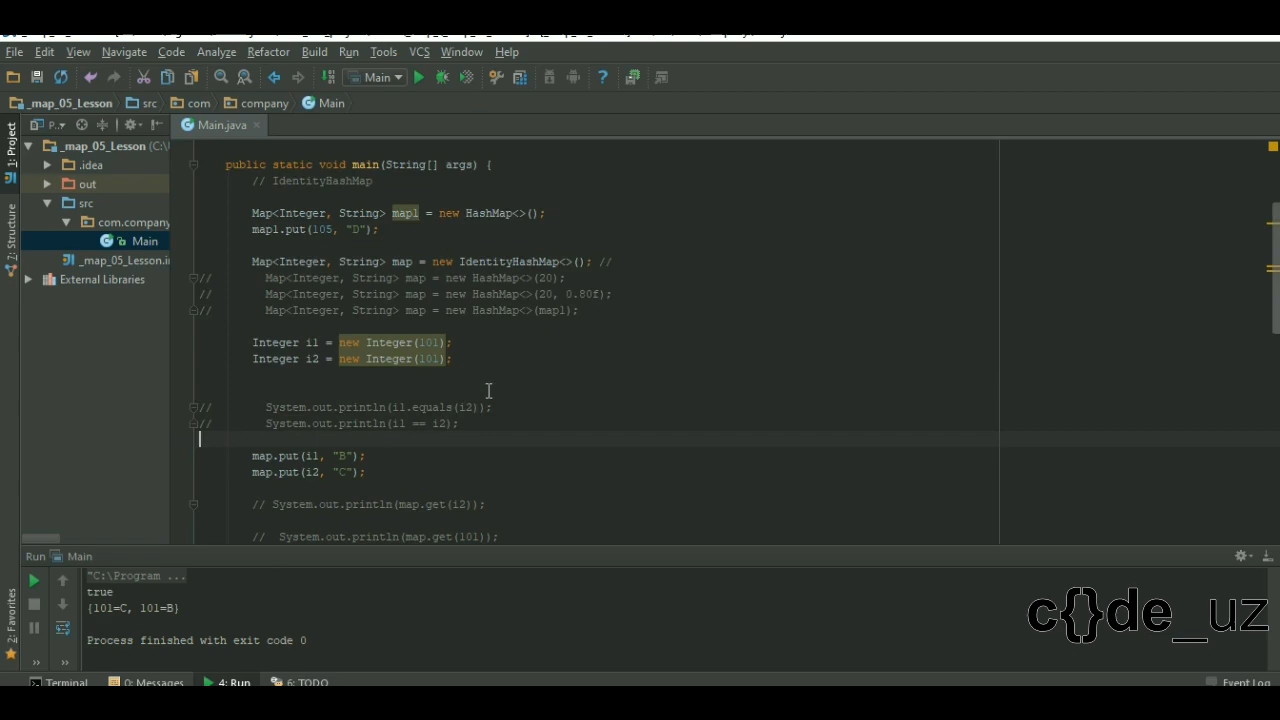 File Edit View Navigate Code Analyze Refactor Build Run Tools VCS Window Help
Main
_map_05_Lesson src com company Main
1: Project
Z: Structure
2: Favorites
P..
Main.java
_map_05_Lesson (C:\
.idea
out
src
com.company
Main
_map_05_Lesson.i
External Libraries
public static void main(String[] args) {
// IdentityHashMap
Map<Integer, String> map1 = new HashMap<>();
map1.put(105, "D");
Map<Integer, String> map = new IdentityHashMap<>(); //
// Map<Integer, String> map = new HashMap<>(20);
// Map<Integer, String> map = new HashMap<>(20, 0.80f);
// Map<Integer, String> map = new HashMap<>(map1);
Integer i1 = new Integer(101);
Integer i2 = new Integer(101);
// System.out.println(i1.equals(i2));
// System.out.println(i1 == i2);
map.put(i1, "B");
map.put(i2, "C");
// System.out.println(map.get(i2));
// System.out.println(map.get(101));
Run Main
"C:\Program ...
true
{101=C, 101=B}
Process finished with exit code 0
c{}de_uz
Terminal 0: Messages 4: Run 6: TODO Event Log